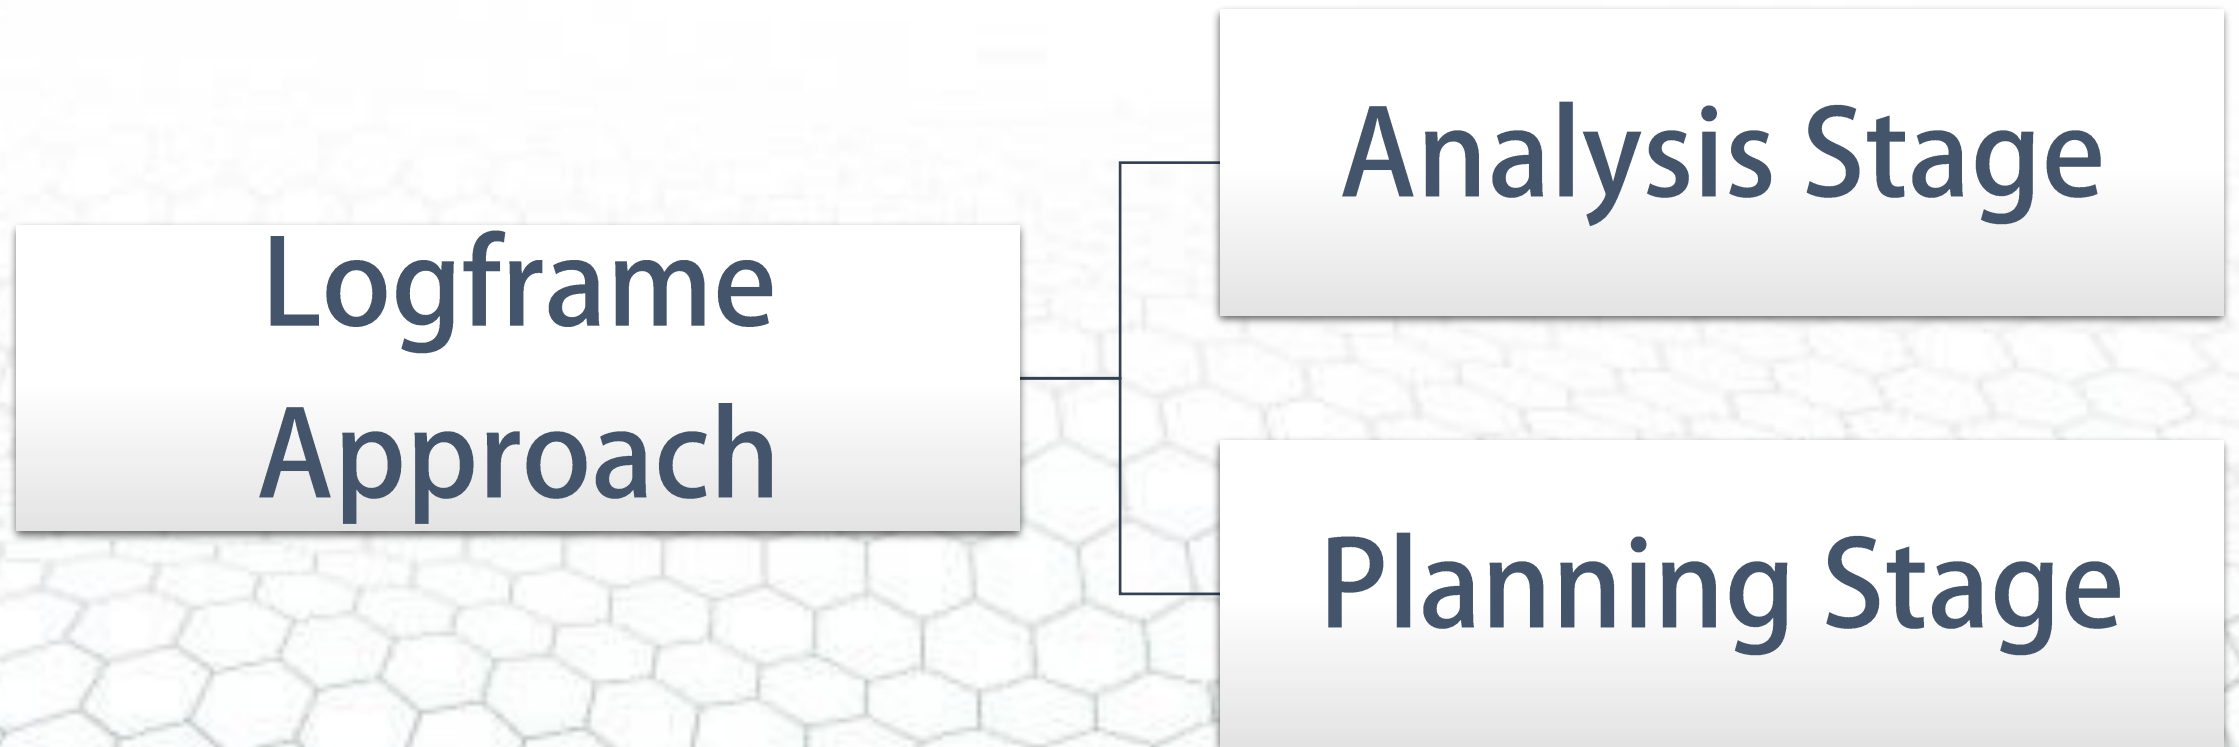 Logframe
Approach
Analysis Stage
Planning Stage